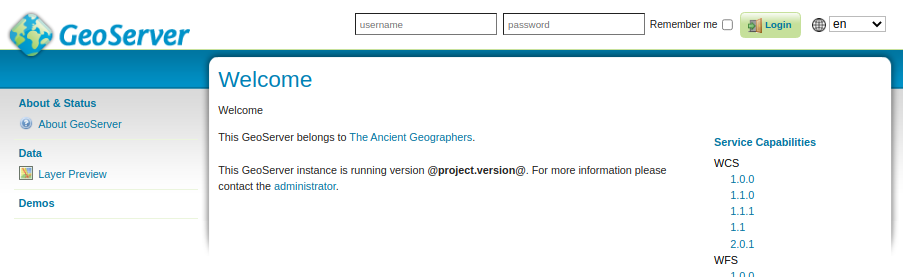 GeoServer
username
password
Remember me
Login
en
Welcome
About & Status
About GeoServer
Data
Layer Preview
Demos
Welcome
This GeoServer belongs to The Ancient Geographers.
This GeoServer instance is running version @project.version@. For more information please
contact the administrator.
Service Capabilities
WCS
1.0.0
1.1.0
1.1.1
1.1
2.0.1
WFS
1.0.0